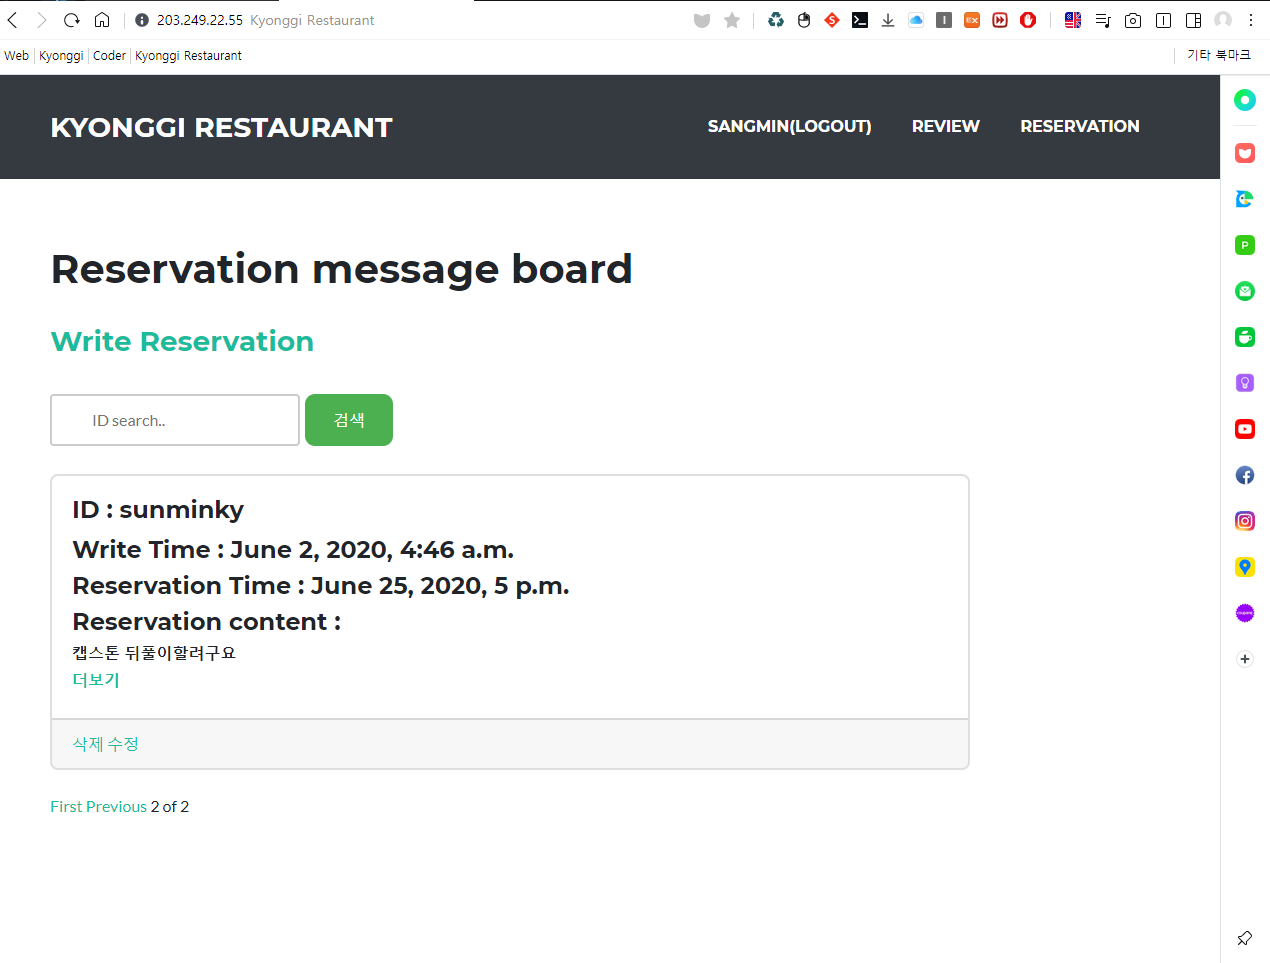 203.249.22.55 Kyonggi Restaurant
Web Kyonggi Coder Kyonggi Restaurant 기타 북마크
KYONGGI RESTAURANT SANGMIN(LOGOUT) REVIEW RESERVATION
Reservation message board
Write Reservation
ID search.. 검색
ID : sunminky
Write Time : June 2, 2020, 4:46 a.m.
Reservation Time : June 25, 2020, 5 p.m.
Reservation content :
캡스톤 뒤풀이할려구요
더보기
삭제 수정
First Previous 2 of 2